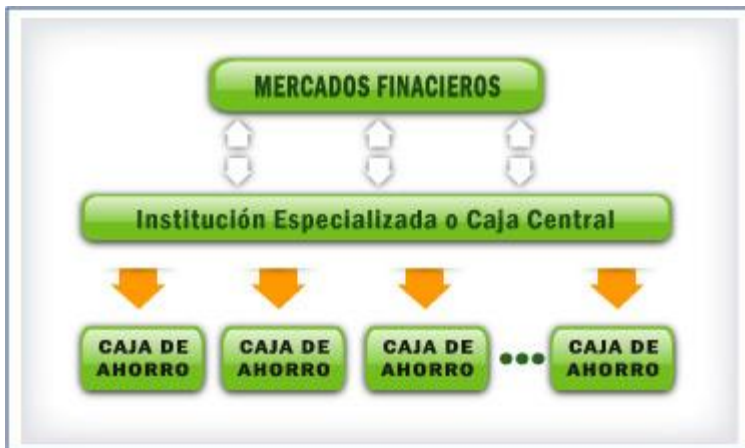 MERCADOS FINACIEROS
Institución Especializada o Caja Central
CAJA DE
AHORRO
CAJA DE
AHORRO
CAJA DE
AHORRO
CAJA DE
AHORRO